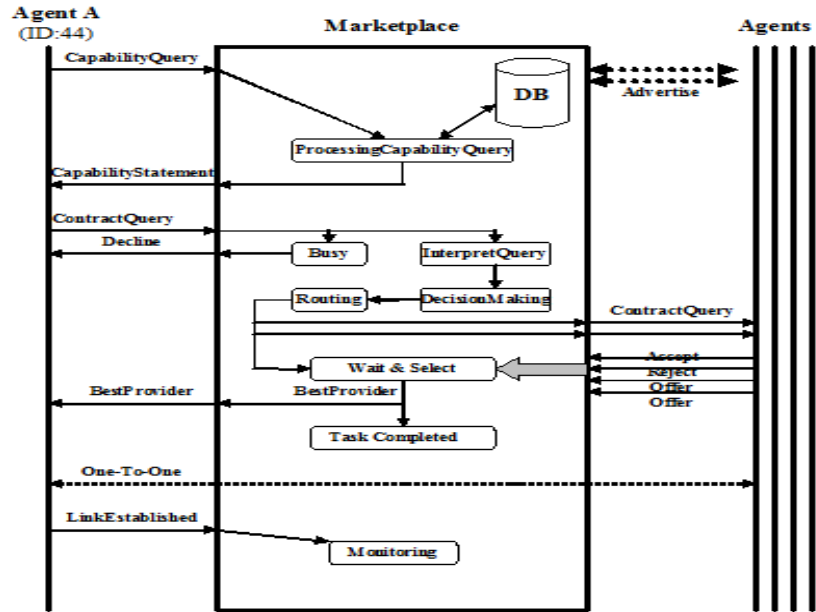 Agent A
(ID:44)
Marketplace
Agents
CapabilityQuery
DB
Advertise
ProcessingCapabilityQuery
CapabilityStatement
ContractQuery
Decline
Busy
InterpretQuery
Routing
DecisionMaking
ContractQuery
Accept
Wait & Select
Reject
BestProvider
BestProvider
Offer
Offer
Task Completed
One-To-One
LinkEstablished
Monitoring